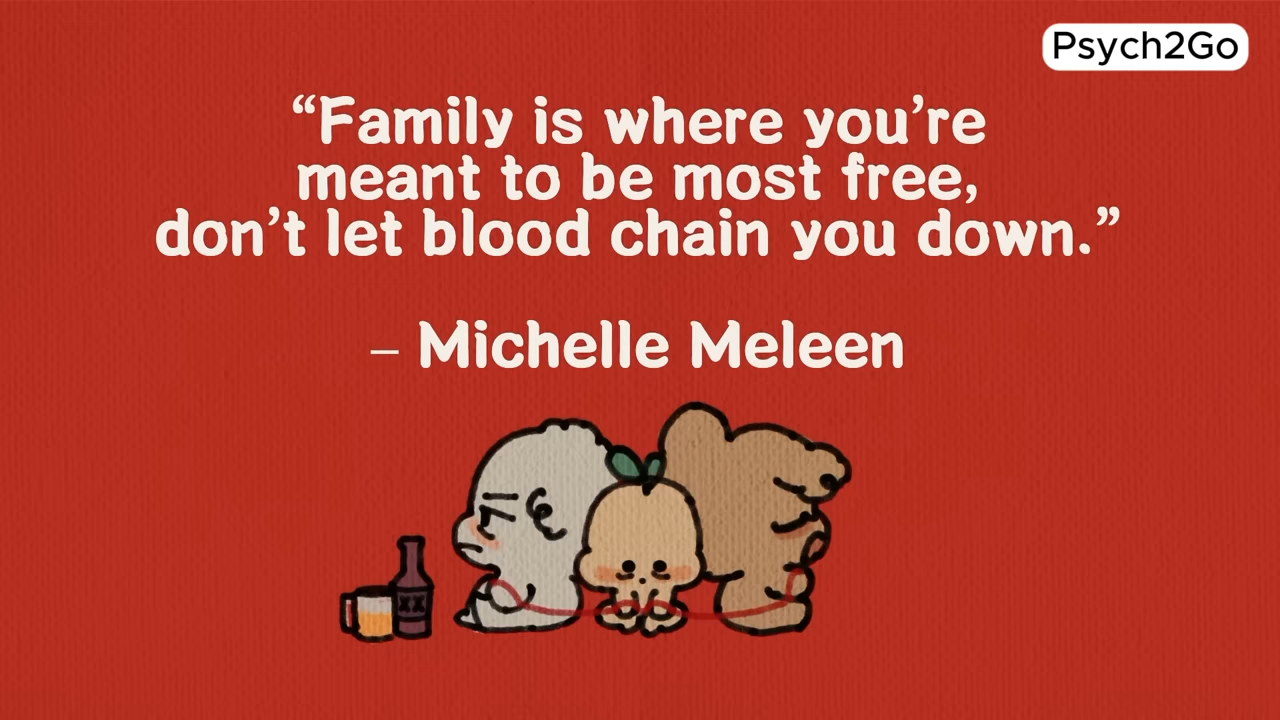 Psych2Go
“Family is where you’re
meant to be most free,
don’t let blood chain you down.”
– Michelle Meleen
XX